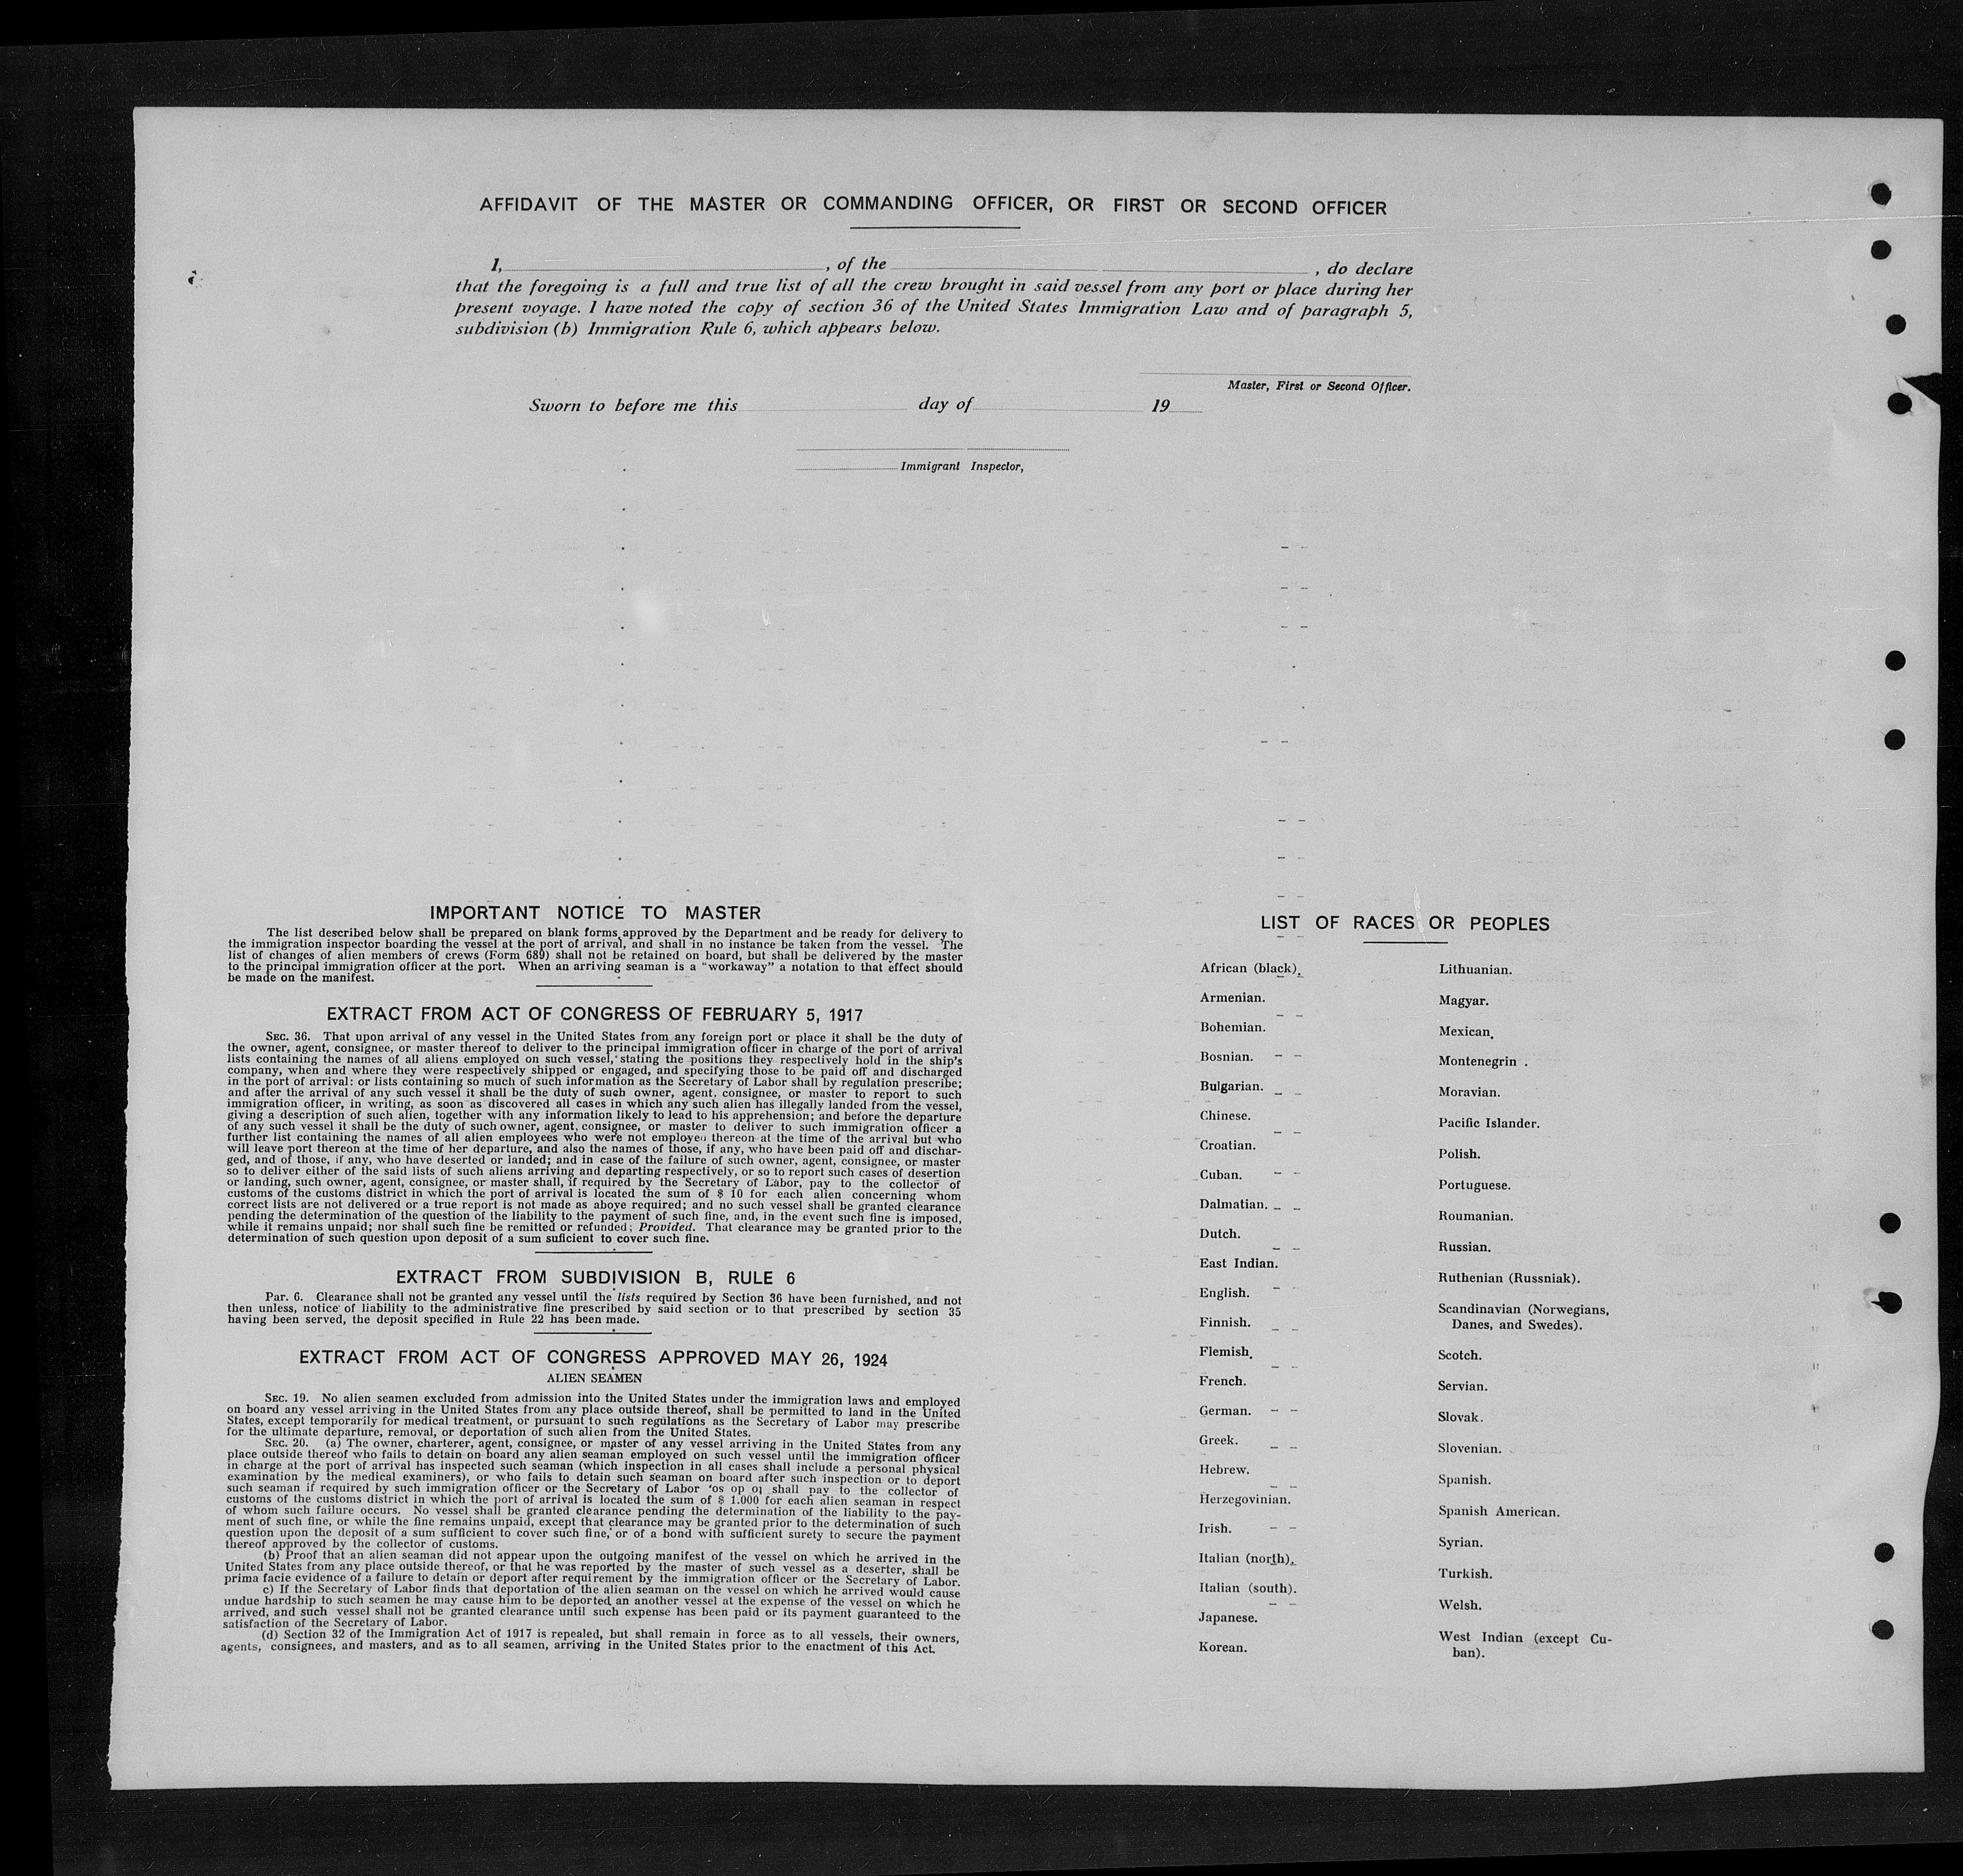 AFFIDAVIT OF THE MASTER OR COMMANDING OFFICER, OR FIRST OR SECOND OFFICER
I, , of the , do declare
that the foregoing is a full and true list of all the crew brought in said vessel from any port or place during her
present voyage. I have noted the copy of section 36 of the United States Immigration Law and of paragraph 5,
subdivision (b) Immigration Rule 6, which appears below.
Master, First or Second Officer.
Sworn to before me this day of 19
Immigrant Inspector,
IMPORTANT NOTICE TO MASTER
The list described below shall be prepared on blank forms approved by the Department and be ready for delivery to
the immigration inspector boarding the vessel at the port of arrival, and shall in no instance be taken from the vessel. The
list of changes of alien members of crews (Form 689) shall not be retained on board, but shall be delivered by the master
to the principal immigration officer at the port. When an arriving seaman is a "workaway" a notation to that effect should
be made on the manifest.
EXTRACT FROM ACT OF CONGRESS OF FEBRUARY 5, 1917
SEC. 36. That upon arrival of any vessel in the United States from any foreign port or place it shall be the duty of
the owner, agent, consignee, or master thereof to deliver to the principal immigration officer in charge of the port of arrival
lists containing the names of all aliens employed on such vessel, stating the positions they respectively hold in the ship's
company, when and where they were respectively shipped or engaged, and specifying those to be paid off and discharged
in the port of arrival: or lists containing so much of such information as the Secretary of Labor shall by regulation prescribe;
and after the arrival of any such vessel it shall be the duty of such owner, agent, consignee, or master to report to such
immigration officer, in writing, as soon as discovered all cases in which any such alien has illegally landed from the vessel,
giving a description of such alien, together with any information likely to lead to his apprehension; and before the departure
of any such vessel it shall be the duty of such owner, agent, consignee, or master to deliver to such immigration officer a
further list containing the names of all alien employees who were not employed thereon at the time of the arrival but who
will leave port thereon at the time of her departure, and also the names of those, if any, who have been paid off and dischar-
ged, and of those, if any, who have deserted or landed; and in case of the failure of such owner, agent, consignee, or master
so to deliver either of the said lists of such aliens arriving and departing respectively, or so to report such cases of desertion
or landing, such owner, agent, consignee, or master shall, if required by the Secretary of Labor, pay to the collector of
customs of the customs district in which the port of arrival is located the sum of $ 10 for each alien concerning whom
correct lists are not delivered or a true report is not made as above required; and no such vessel shall be granted clearance
pending the determination of the question of the liability to the payment of such fine, and, in the event such fine is imposed,
while it remains unpaid; nor shall such fine be remitted or refunded; Provided. That clearance may be granted prior to the
determination of such question upon deposit of a sum suficient to cover such fine.
EXTRACT FROM SUBDIVISION B, RULE 6
Par. 6. Clearance shall not be granted any vessel until the lists required by Section 36 have been furnished, and not
then unless, notice of liability to the administrative fine prescribed by said section or to that prescribed by section 35
having been served, the deposit specified in Rule 22 has been made.
EXTRACT FROM ACT OF CONGRESS APPROVED MAY 26, 1924
ALIEN SEAMEN
SEC. 19. No alien seamen excluded from admission into the United States under the immigration laws and employed
on board any vessel arriving in the United States from any place outside thereof, shall be permitted to land in the United
States, except temporarily for medical treatment, or pursuant to such regulations as the Secretary of Labor may prescribe
for the ultimate departure, removal, or deportation of such alien from the United States.
SEC. 20. (a) The owner, charterer, agent, consignee, or master of any vessel arriving in the United States from any
place outside thereof who fails to detain on board any alien seaman employed on such vessel until the immigration officer
in charge at the port of arrival has inspected such seaman (which inspection in all cases shall include a personal physical
examination by the medical examiners), or who fails to detain such seaman on board after such inspection or to deport
such seaman if required by such immigration officer or the Secretary of Labor 'os op oʇ shall pay to the collector of
customs of the customs district in which the port of arrival is located the sum of $ 1.000 for each alien seaman in respect
of whom such failure occurs. No vessel shall be granted clearance pending the determination of the liability to the pay-
ment of such fine, or while the fine remains unpaid, except that clearance may be granted prior to the determination of such
question upon the deposit of a sum sufficient to cover such fine, or of a bond with sufficient surety to secure the payment
thereof approved by the collector of customs.
(b) Proof that an alien seaman did not appear upon the outgoing manifest of the vessel on which he arrived in the
United States from any place outside thereof, or that he was reported by the master of such vessel as a deserter, shall be
prima facie evidence of a failure to detain or deport after requirement by the immigration officer or the Secretary of Labor.
c) If the Secretary of Labor finds that deportation of the alien seaman on the vessel on which he arrived would cause
undue hardship to such seamen he may cause him to be deported an another vessel at the expense of the vessel on which he
arrived, and such vessel shall not be granted clearance until such expense has been paid or its payment guaranteed to the
satisfaction of the Secretary of Labor.
(d) Section 32 of the Immigration Act of 1917 is repealed, but shall remain in force as to all vessels, their owners,
agents, consignees, and masters, and as to all seamen, arriving in the United States prior to the enactment of this Act.
LIST OF RACES OR PEOPLES
African (black).
Armenian.
Bohemian.
Bosnian.
Bulgarian.
Chinese.
Croatian.
Cuban.
Dalmatian.
Dutch.
East Indian.
English.
Finnish.
Flemish.
French.
German.
Greek.
Hebrew.
Herzegovinian.
Irish.
Italian (north).
Italian (south).
Japanese.
Korean.
Lithuanian.
Magyar.
Mexican.
Montenegrin .
Moravian.
Pacific Islander.
Polish.
Portuguese.
Roumanian.
Russian.
Ruthenian (Russniak).
Scandinavian (Norwegians,
Danes, and Swedes).
Scotch.
Servian.
Slovak.
Slovenian.
Spanish.
Spanish American.
Syrian.
Turkish.
Welsh.
West Indian (except Cu-
ban).